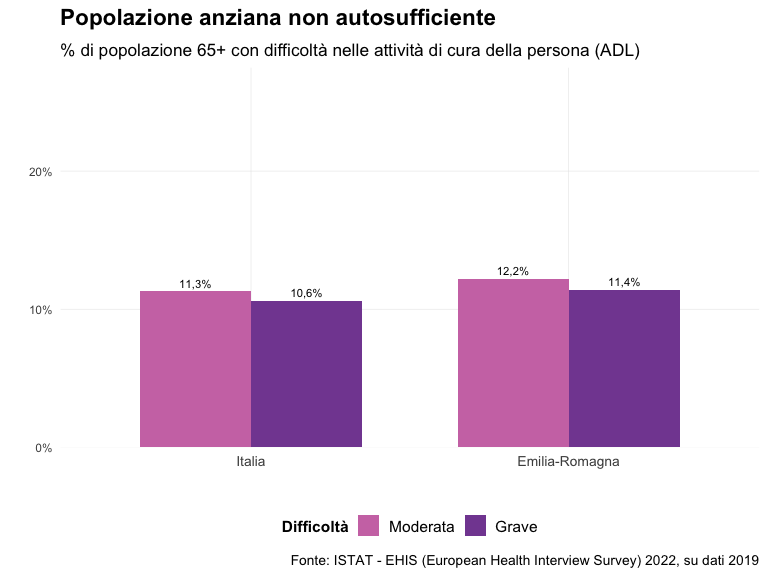 Popolazione anziana non autosufficiente
% di popolazione 65+ con difficoltà nelle attività di cura della persona (ADL)
20%
10%
0%
11,3%
10,6%
12,2%
11,4%
Italia
Emilia-Romagna
Difficoltà Moderata Grave
Fonte: ISTAT - EHIS (European Health Interview Survey) 2022, su dati 2019